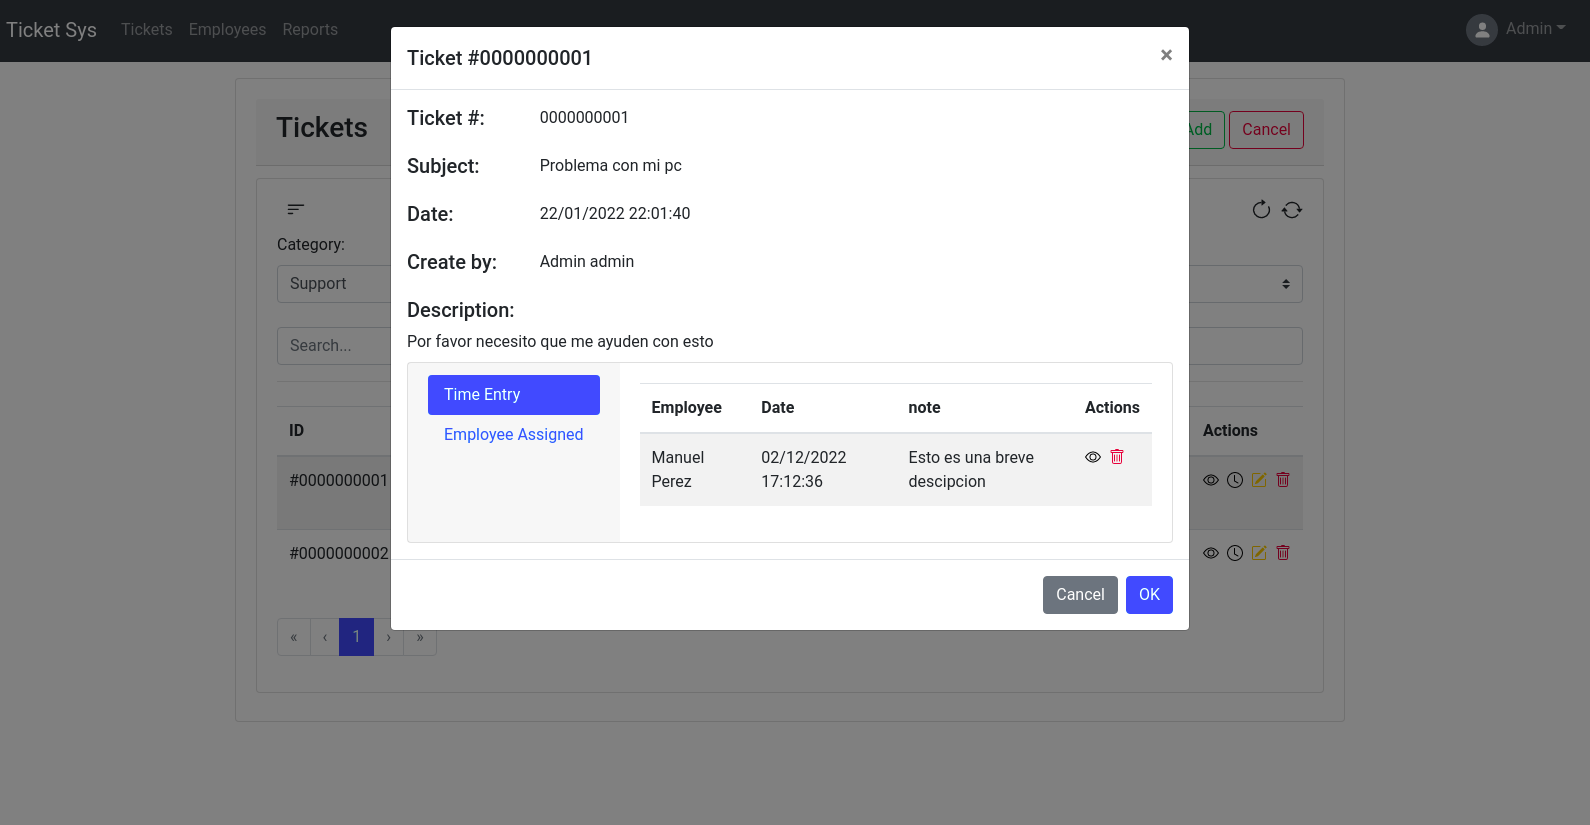 Ticket Sys Tickets Employees Reports Admin
Ticket #0000000001 ×
Tickets Add Cancel
Ticket #: 0000000001
Subject: Problema con mi pc
Date: 22/01/2022 22:01:40
Category:
Create by: Admin admin
Support
Description:
Por favor necesito que me ayuden con esto
Search...
Time Entry
Employee Assigned
Employee Date note Actions
Manuel Perez 02/12/2022 17:12:36 Esto es una breve descipcion
ID Actions
#0000000001
#0000000002
Cancel OK
« ‹ 1 › »